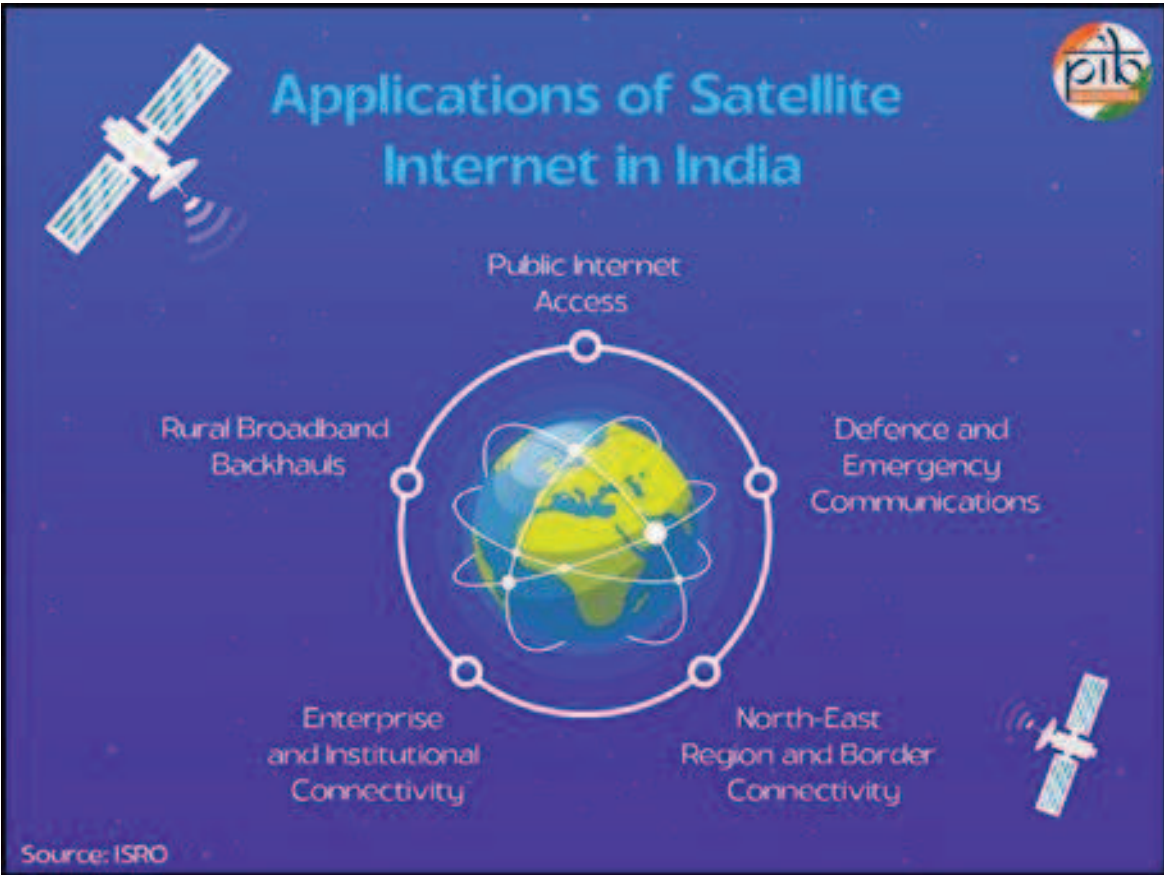 Applications of Satellite
Internet in India
pib
Public Internet
Access
Rural Broadband
Backhauls
Defence and
Emergency
Communications
Enterprise
and Institutional
Connectivity
North-East
Region and Border
Connectivity
Source: ISRO